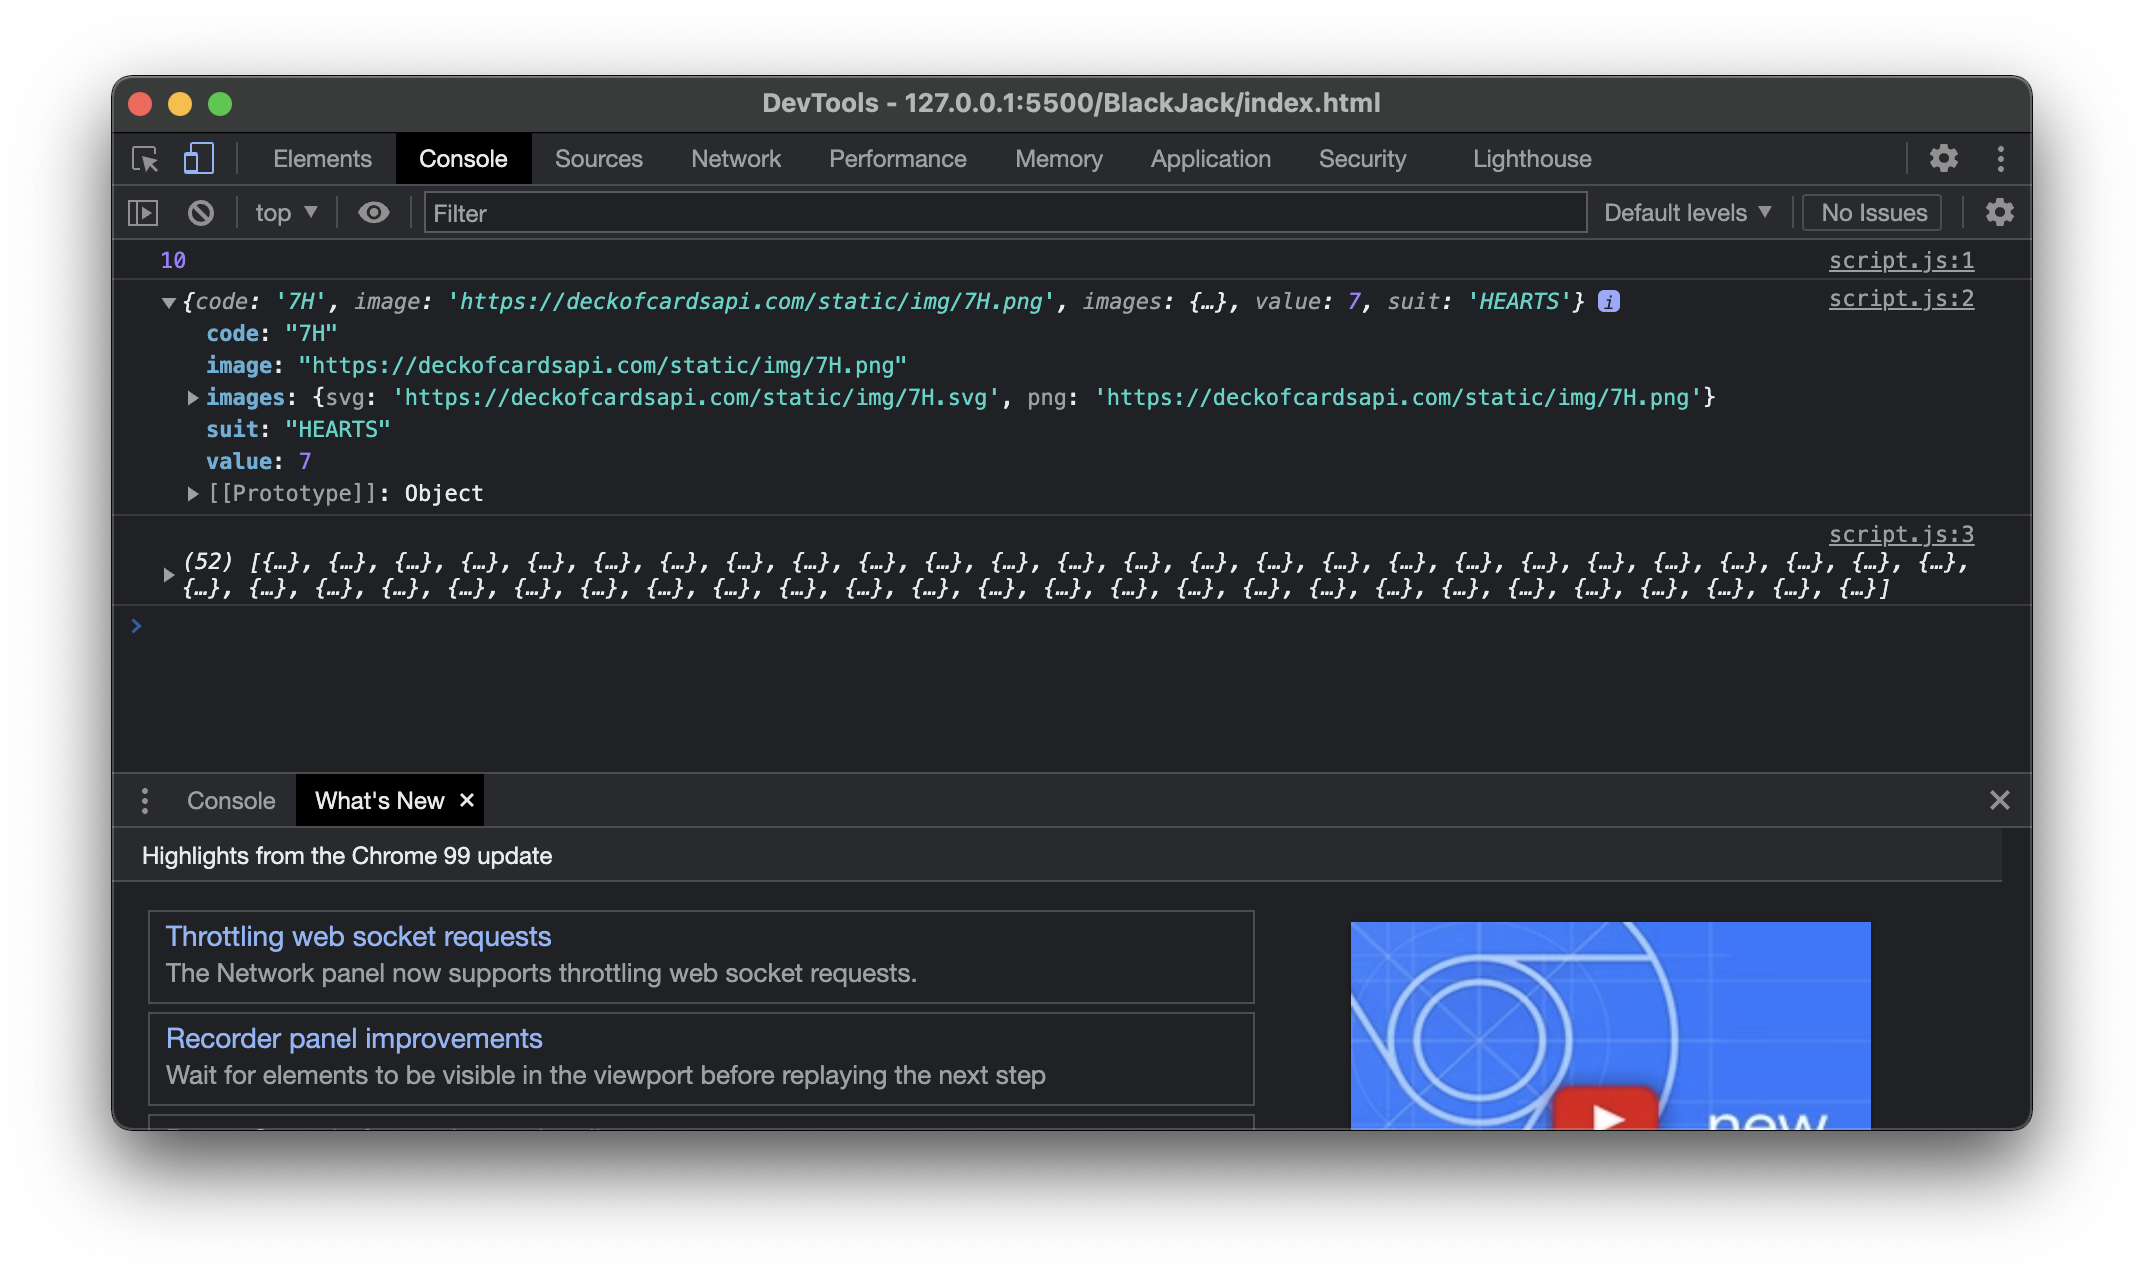 DevTools - 127.0.0.1:5500/BlackJack/index.html
Elements Console Sources Network Performance Memory Application Security Lighthouse
top ▼ Filter Default levels ▼ No Issues
10 script.js:1
▼{code: '7H', image: 'https://deckofcardsapi.com/static/img/7H.png', images: {…}, value: 7, suit: 'HEARTS'} i script.js:2
code: "7H"
image: "https://deckofcardsapi.com/static/img/7H.png"
▶images: {svg: 'https://deckofcardsapi.com/static/img/7H.svg', png: 'https://deckofcardsapi.com/static/img/7H.png'}
suit: "HEARTS"
value: 7
▶[[Prototype]]: Object
script.js:3
(52) [{…}, {…}, {…}, {…}, {…}, {…}, {…}, {…}, {…}, {…}, {…}, {…}, {…}, {…}, {…}, {…}, {…}, {…}, {…}, {…}, {…}, {…}, {…}, {…}, {…}, {…},
{…}, {…}, {…}, {…}, {…}, {…}, {…}, {…}, {…}, {…}, {…}, {…}, {…}, {…}, {…}, {…}, {…}, {…}, {…}, {…}, {…}, {…}, {…}, {…}, {…}, {…}]
>
Console What's New ×
Highlights from the Chrome 99 update
Throttling web socket requests
The Network panel now supports throttling web socket requests.
Recorder panel improvements
Wait for elements to be visible in the viewport before replaying the next step
new